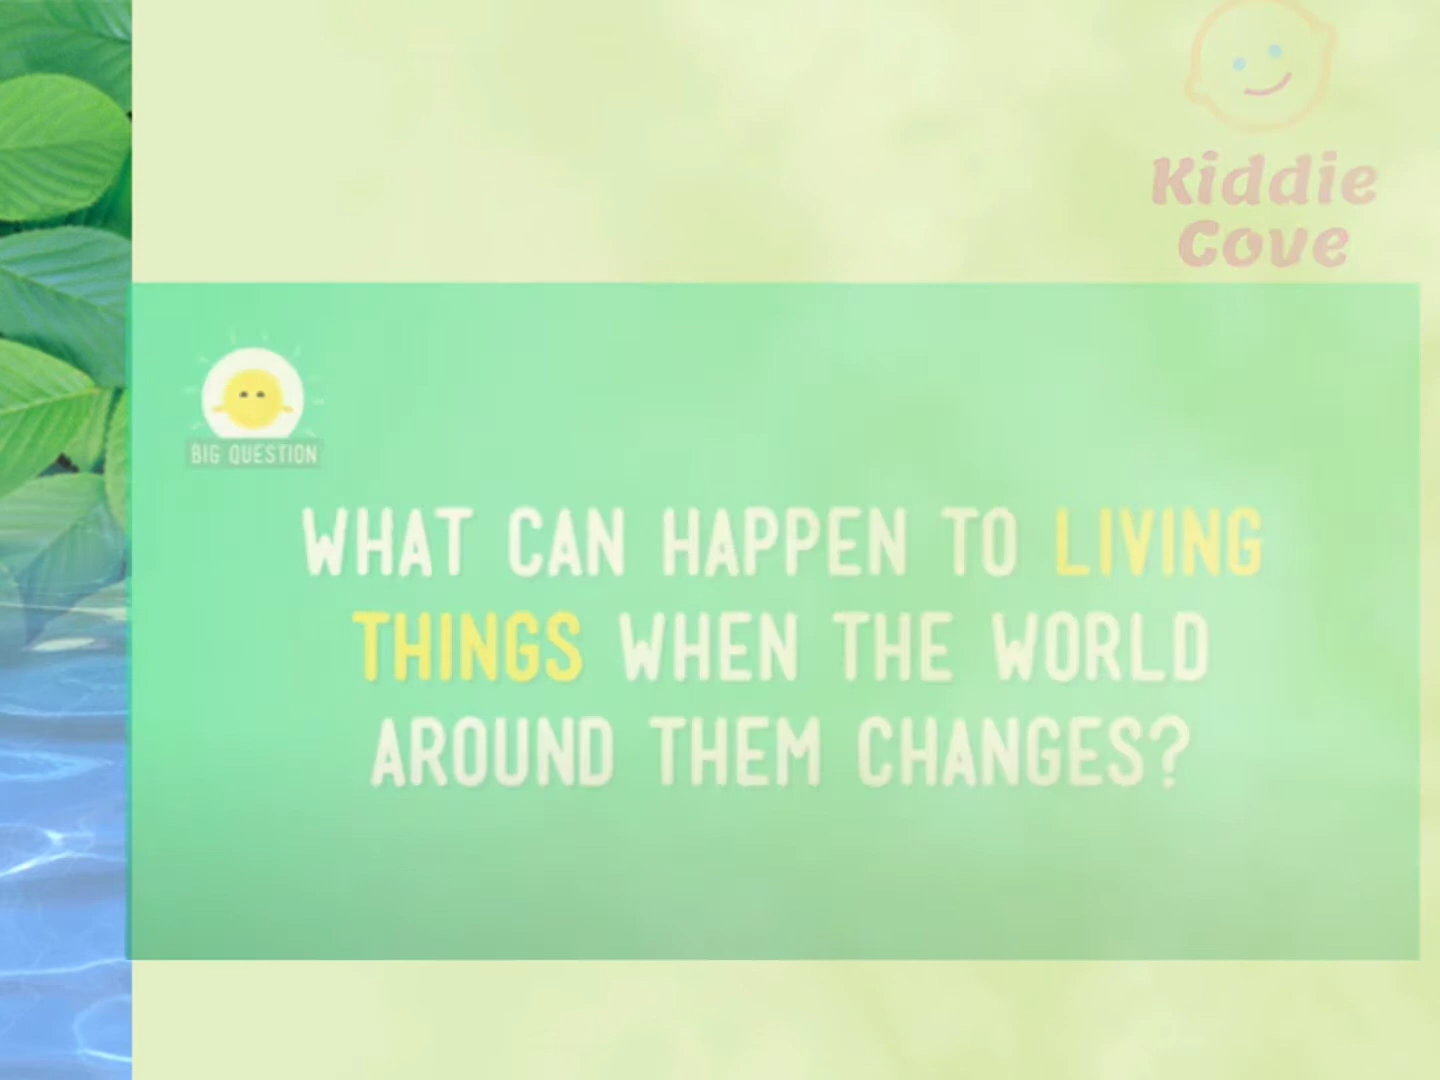 Kiddie
Cove
BIG QUESTION
WHAT CAN HAPPEN TO LIVING
THINGS WHEN THE WORLD
AROUND THEM CHANGES?